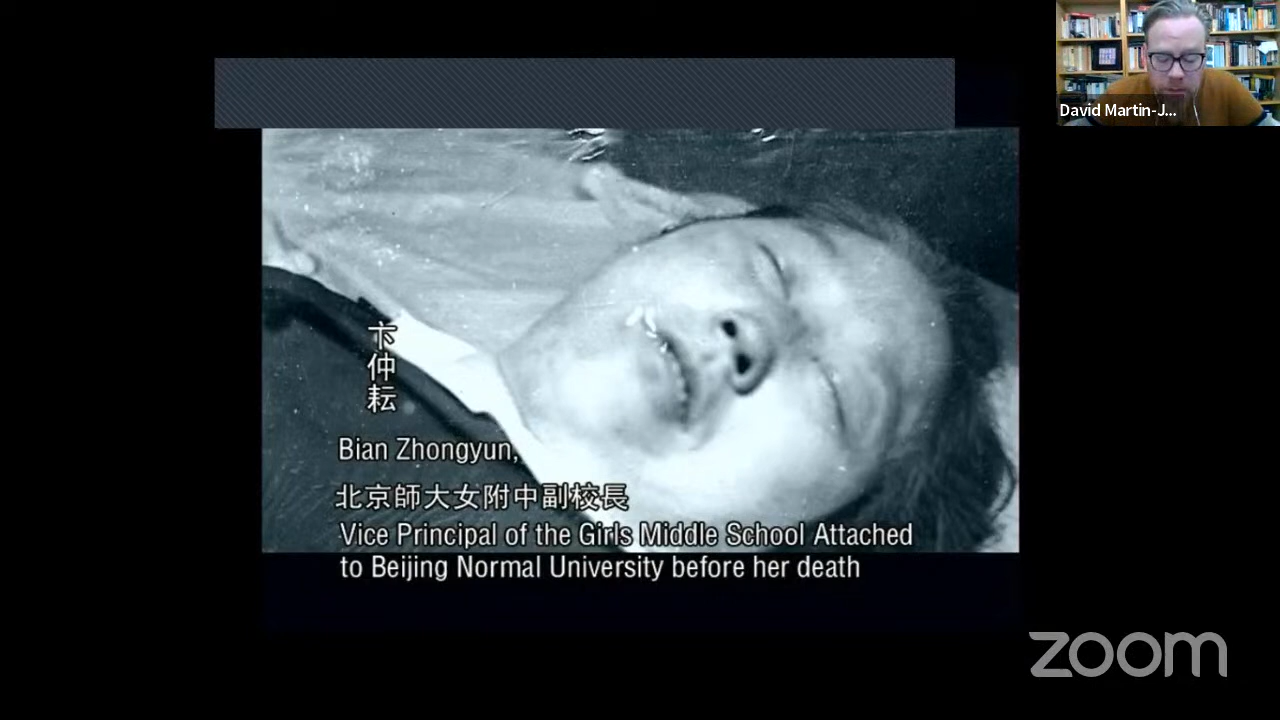 David Martin-J...
卞仲耘
Bian Zhongyun,
北京師大女附中副校長
Vice Principal of the Girls Middle School Attached
to Beijing Normal University before her death
zoom